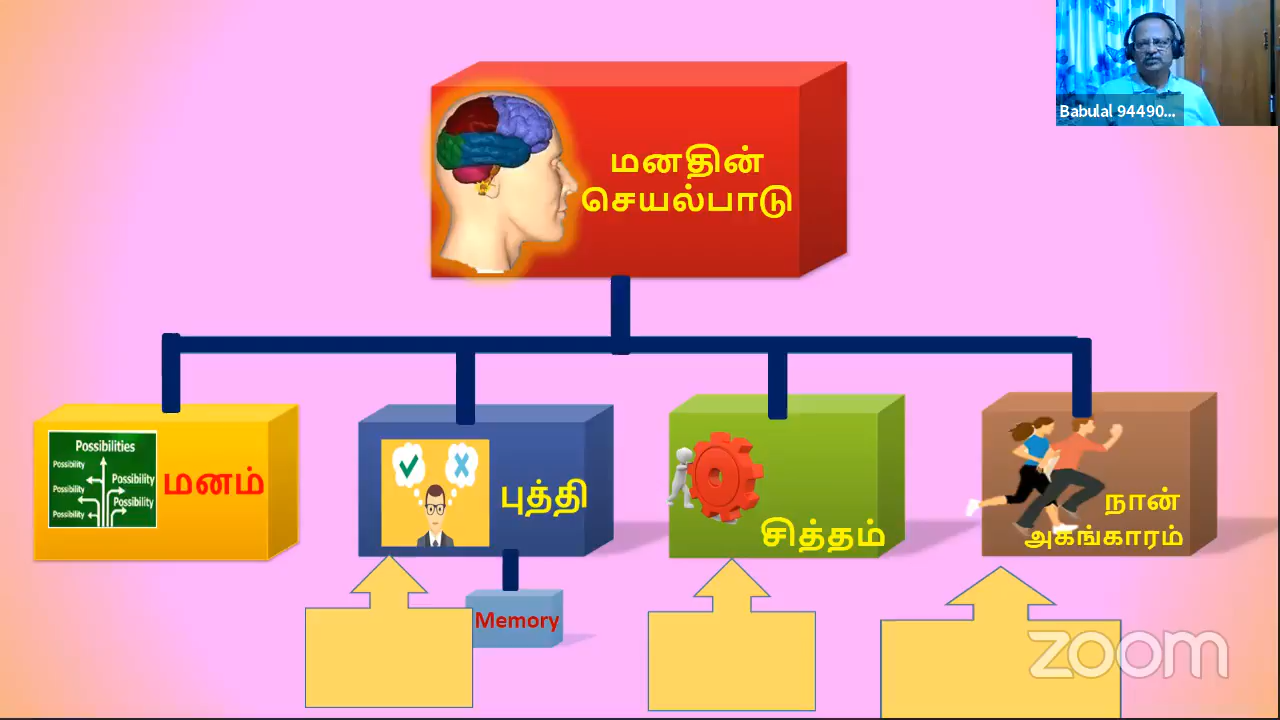 Babulal 94490...
மனதின்
செயல்பாடு
Possibilities
Possibility
Possibility
Possibility
Possibility
Possibility
மனம்
புத்தி
சித்தம்
நான்
அகங்காரம்
Memory
zoom